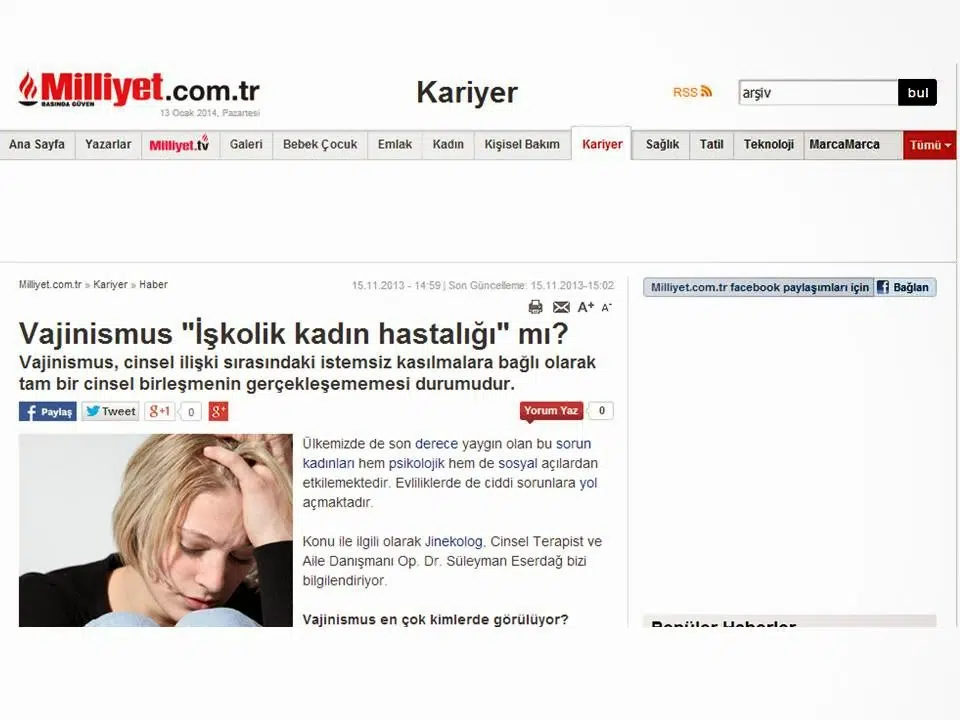 Milliyet.com.tr
BASINDA GÜVEN
13 Ocak 2014, Pazartesi
Kariyer
RSS
arşiv
bul
Ana Sayfa
Yazarlar
Milliyet.tv
Galeri
Bebek Çocuk
Emlak
Kadın
Kişisel Bakım
Kariyer
Sağlık
Tatil
Teknoloji
MarcaMarca
Tümü
Milliyet.com.tr » Kariyer » Haber
15.11.2013 - 14:59 | Son Güncelleme: 15.11.2013-15:02
A+ A-
Vajinismus "İşkolik kadın hastalığı" mı?
Vajinismus, cinsel ilişki sırasındaki istemsiz kasılmalara bağlı olarak
tam bir cinsel birleşmenin gerçekleşememesi durumudur.
Paylaş
Tweet
g+1
0
g+
Yorum Yaz
0
Ülkemizde de son derece yaygın olan bu sorun
kadınları hem psikolojik hem de sosyal açılardan
etkilemektedir. Evliliklerde de ciddi sorunlara yol
açmaktadır.
Konu ile ilgili olarak Jinekolog, Cinsel Terapist ve
Aile Danışmanı Op. Dr. Süleyman Eserdağ bizi
bilgilendiriyor.
Vajinismus en çok kimlerde görülüyor?
Milliyet.com.tr facebook paylaşımları için
Bağlan
Popüler Haberler